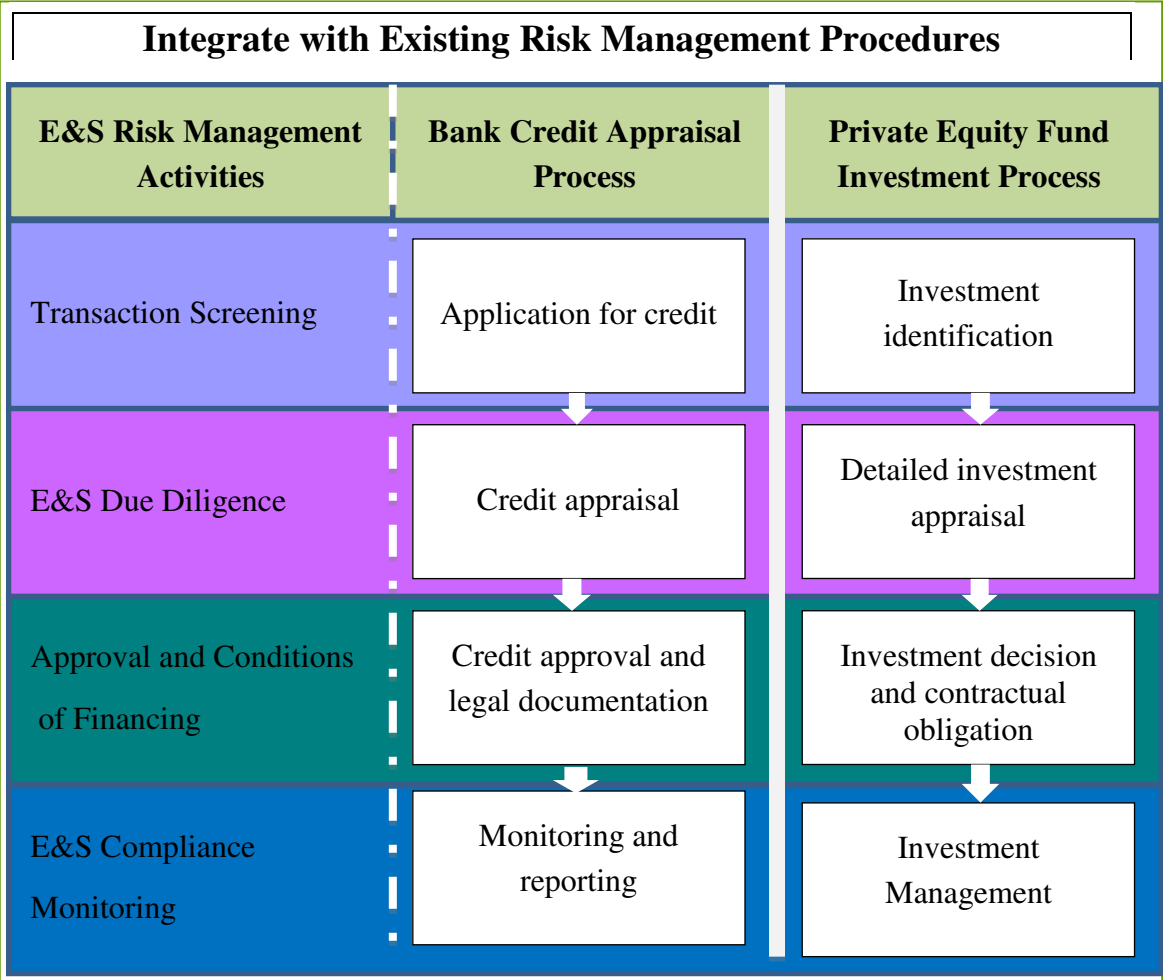 Integrate with Existing Risk Management Procedures
E&S Risk Management
Activities
Bank Credit Appraisal
Process
Private Equity Fund
Investment Process
Transaction Screening
Application for credit
Investment
identification
E&S Due Diligence
Credit appraisal
Detailed investment
appraisal
Approval and Conditions
of Financing
Credit approval and
legal documentation
Investment decision
and contractual
obligation
E&S Compliance
Monitoring
Monitoring and
reporting
Investment
Management